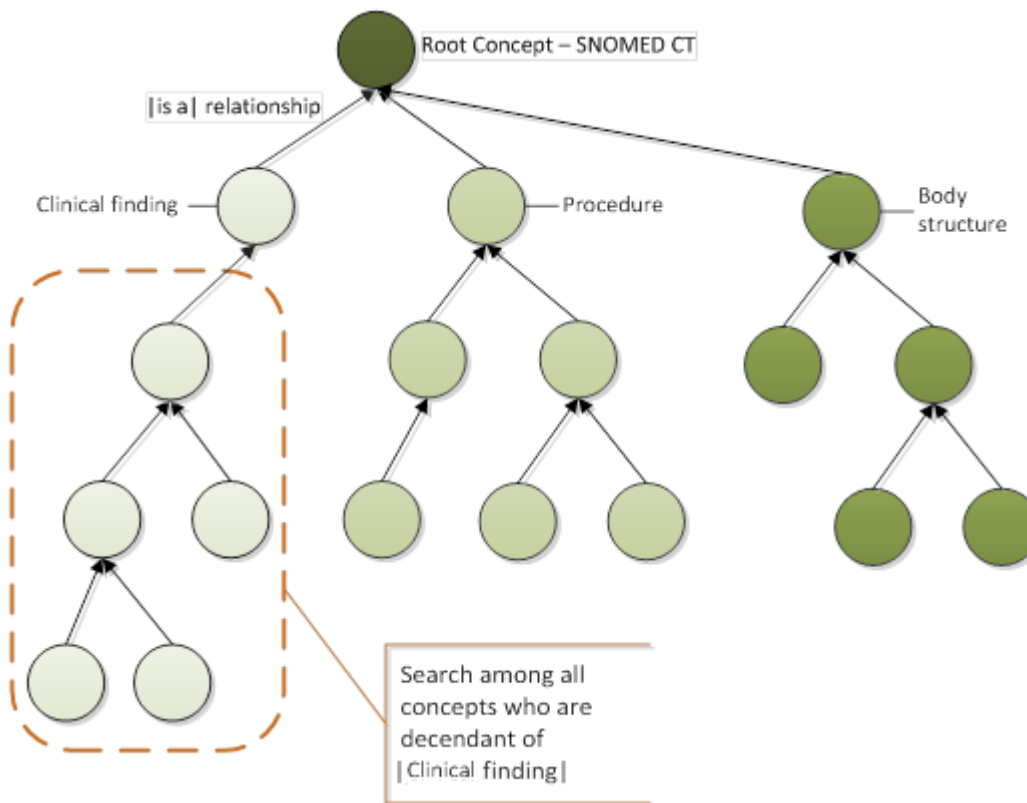 Root Concept – SNOMED CT
|is a| relationship
Clinical finding
Procedure
Body
structure
Search among all
concepts who are
decendant of
|Clinical finding|